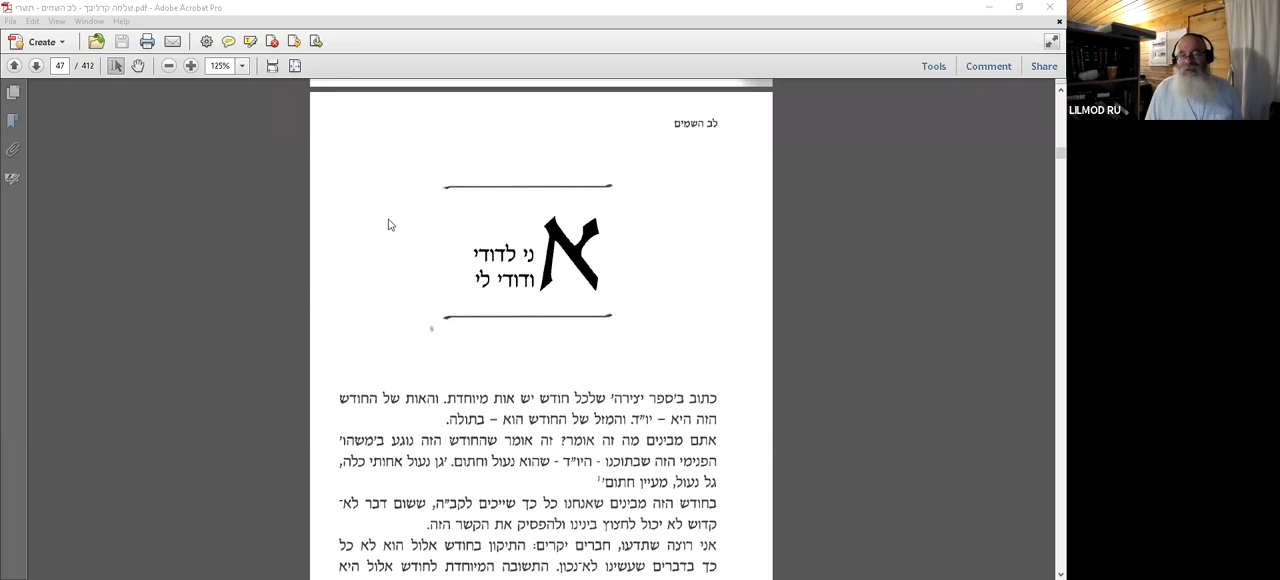 שלמה קרליבך - לב השמים - תשרי.pdf - Adobe Acrobat Pro
File Edit View Window Help
Create
47 / 412 125% Tools Comment Share
LILMOD RU
לב השמים
אני לדודי
ודודי לי
כתוב ב'ספר יצירה' שלכל חודש יש אות מיוחדת. והאות של החודש
הזה היא – יו"ד. והמזל של החודש הוא – בתולה.
אתם מבינים מה זה אומר? זה אומר שהחודש הזה נוגע ב'משהו'
הפנימי הזה שבתוכנו - היו"ד - שהוא נעול וחתום. 'גן נעול אחותי כלה,
גל נעול, מעיין חתום'1
בחודש הזה מבינים שאנחנו כל כך שייכים לקב"ה, ששום דבר לא־
קדוש לא יכול לחצוץ בינינו ולהפסיק את הקשר הזה.
אני רוצה שתדעו, חברים יקרים: התיקון בחודש אלול הוא לא כל
כך בדברים שעשינו לא־נכון. התשובה המיוחדת לחודש אלול היא